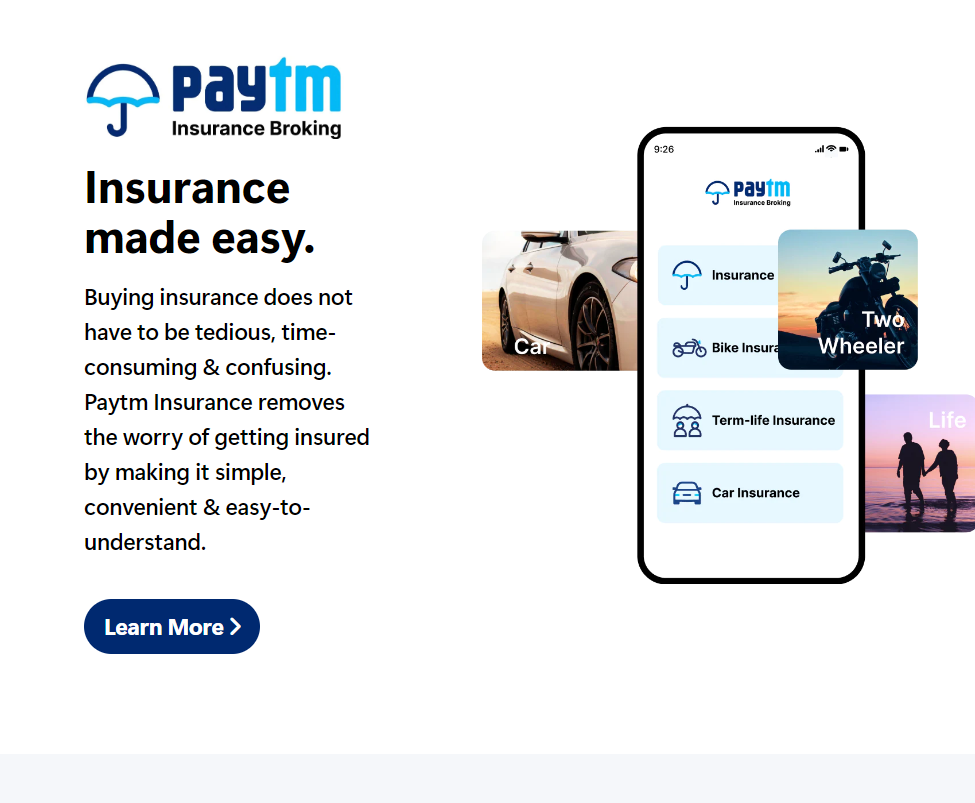 paytm
Insurance Broking
Insurance
made easy.
Buying insurance does not
have to be tedious, time-
consuming & confusing.
Paytm Insurance removes
the worry of getting insured
by making it simple,
convenient & easy-to-
understand.
Learn More
9:26
paytm
Insurance Broking
Insurance
Bike Insura
Term-life Insurance
Car Insurance
Car
Two
Wheeler
Life